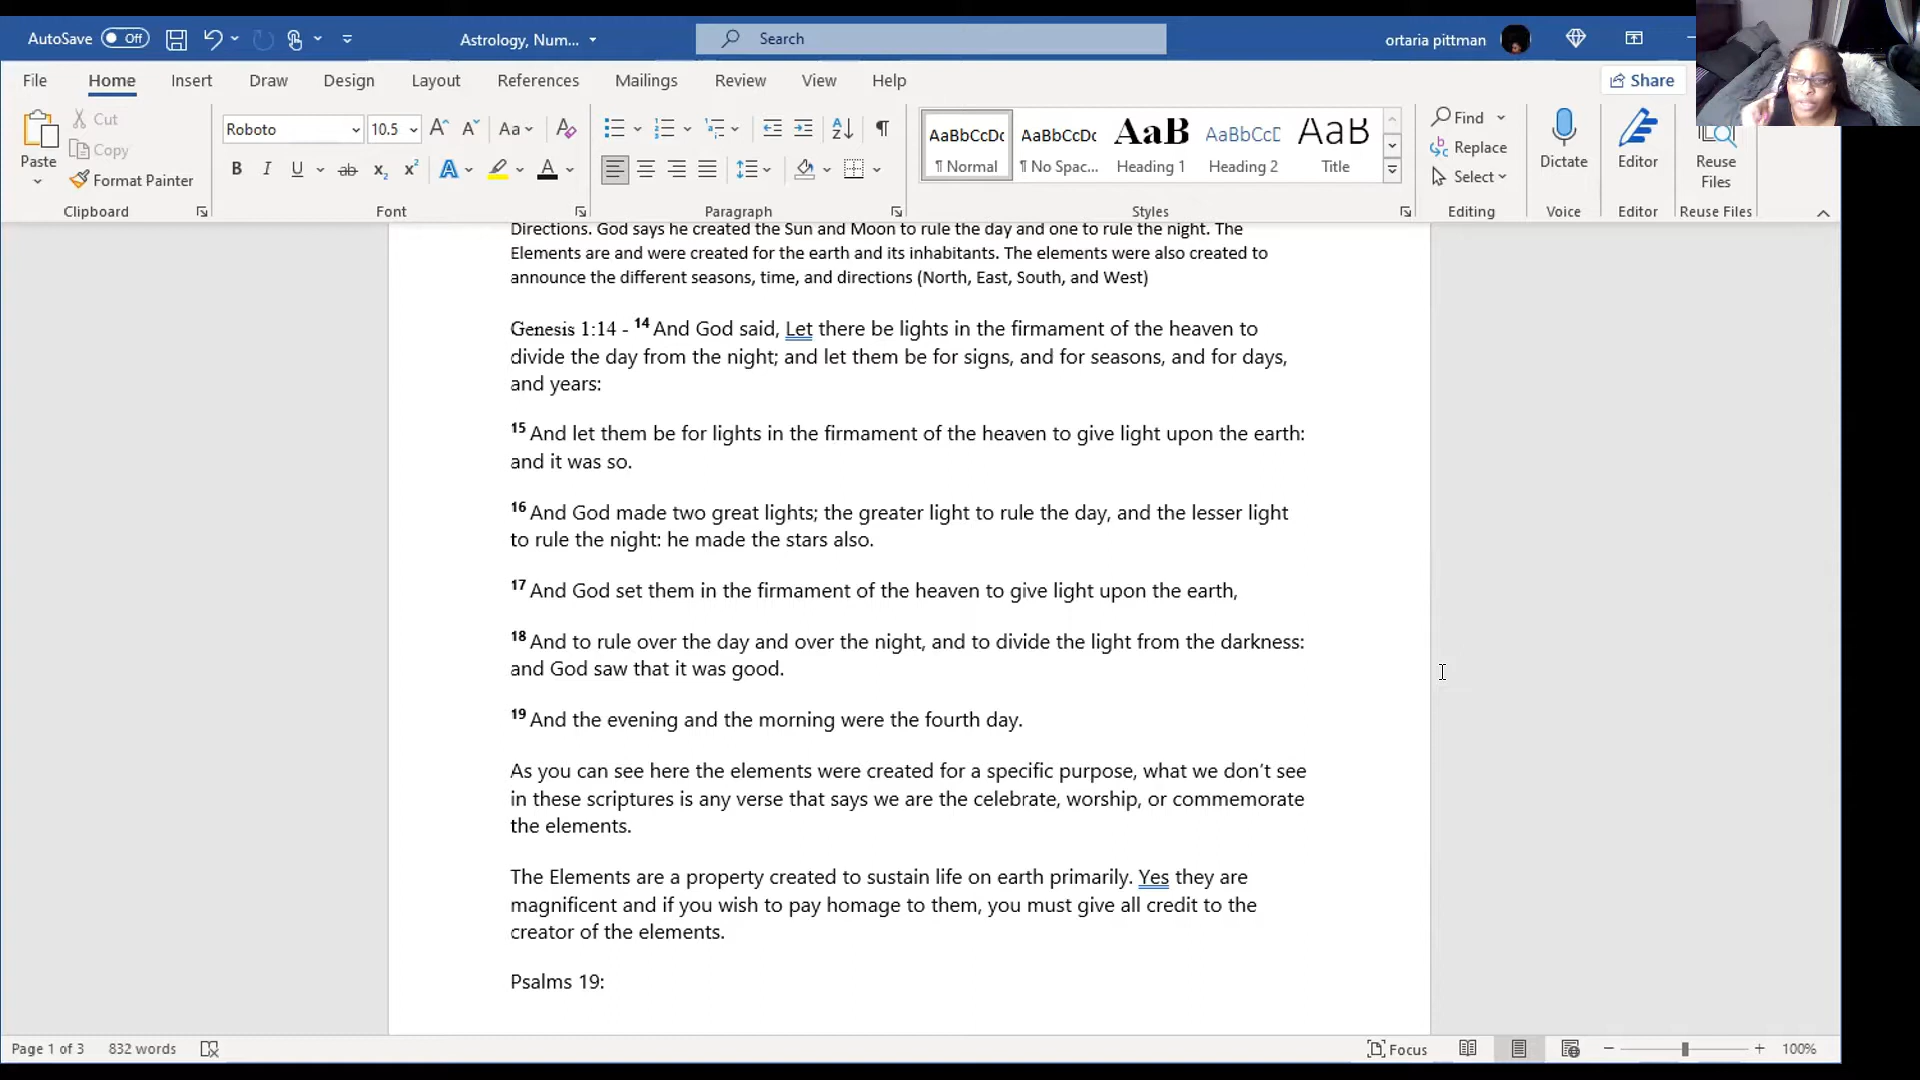 AutoSave Off Astrology, Num... Search ortaria pittman
File Home Insert Draw Design Layout References Mailings Review View Help Share
Paste Cut Copy Format Painter Clipboard
Roboto 10.5 Aa B I U ab x₂ x² A A Font
Paragraph
AaBbCcDc ¶ Normal AaBbCcDc ¶ No Spac... AaB Heading 1 AaBbCcD Heading 2 AaB Title Styles
Find Replace Select Editing
Dictate Voice
Editor Editor
Reuse Files Reuse Files
Directions. God says he created the Sun and Moon to rule the day and one to rule the night. The
Elements are and were created for the earth and its inhabitants. The elements were also created to
announce the different seasons, time, and directions (North, East, South, and West)
Genesis 1:14 - 14 And God said, Let there be lights in the firmament of the heaven to
divide the day from the night; and let them be for signs, and for seasons, and for days,
and years:
15 And let them be for lights in the firmament of the heaven to give light upon the earth:
and it was so.
16 And God made two great lights; the greater light to rule the day, and the lesser light
to rule the night: he made the stars also.
17 And God set them in the firmament of the heaven to give light upon the earth,
18 And to rule over the day and over the night, and to divide the light from the darkness:
and God saw that it was good.
19 And the evening and the morning were the fourth day.
As you can see here the elements were created for a specific purpose, what we don’t see
in these scriptures is any verse that says we are the celebrate, worship, or commemorate
the elements.
The Elements are a property created to sustain life on earth primarily. Yes they are
magnificent and if you wish to pay homage to them, you must give all credit to the
creator of the elements.
Psalms 19:
Page 1 of 3 832 words Focus 100%